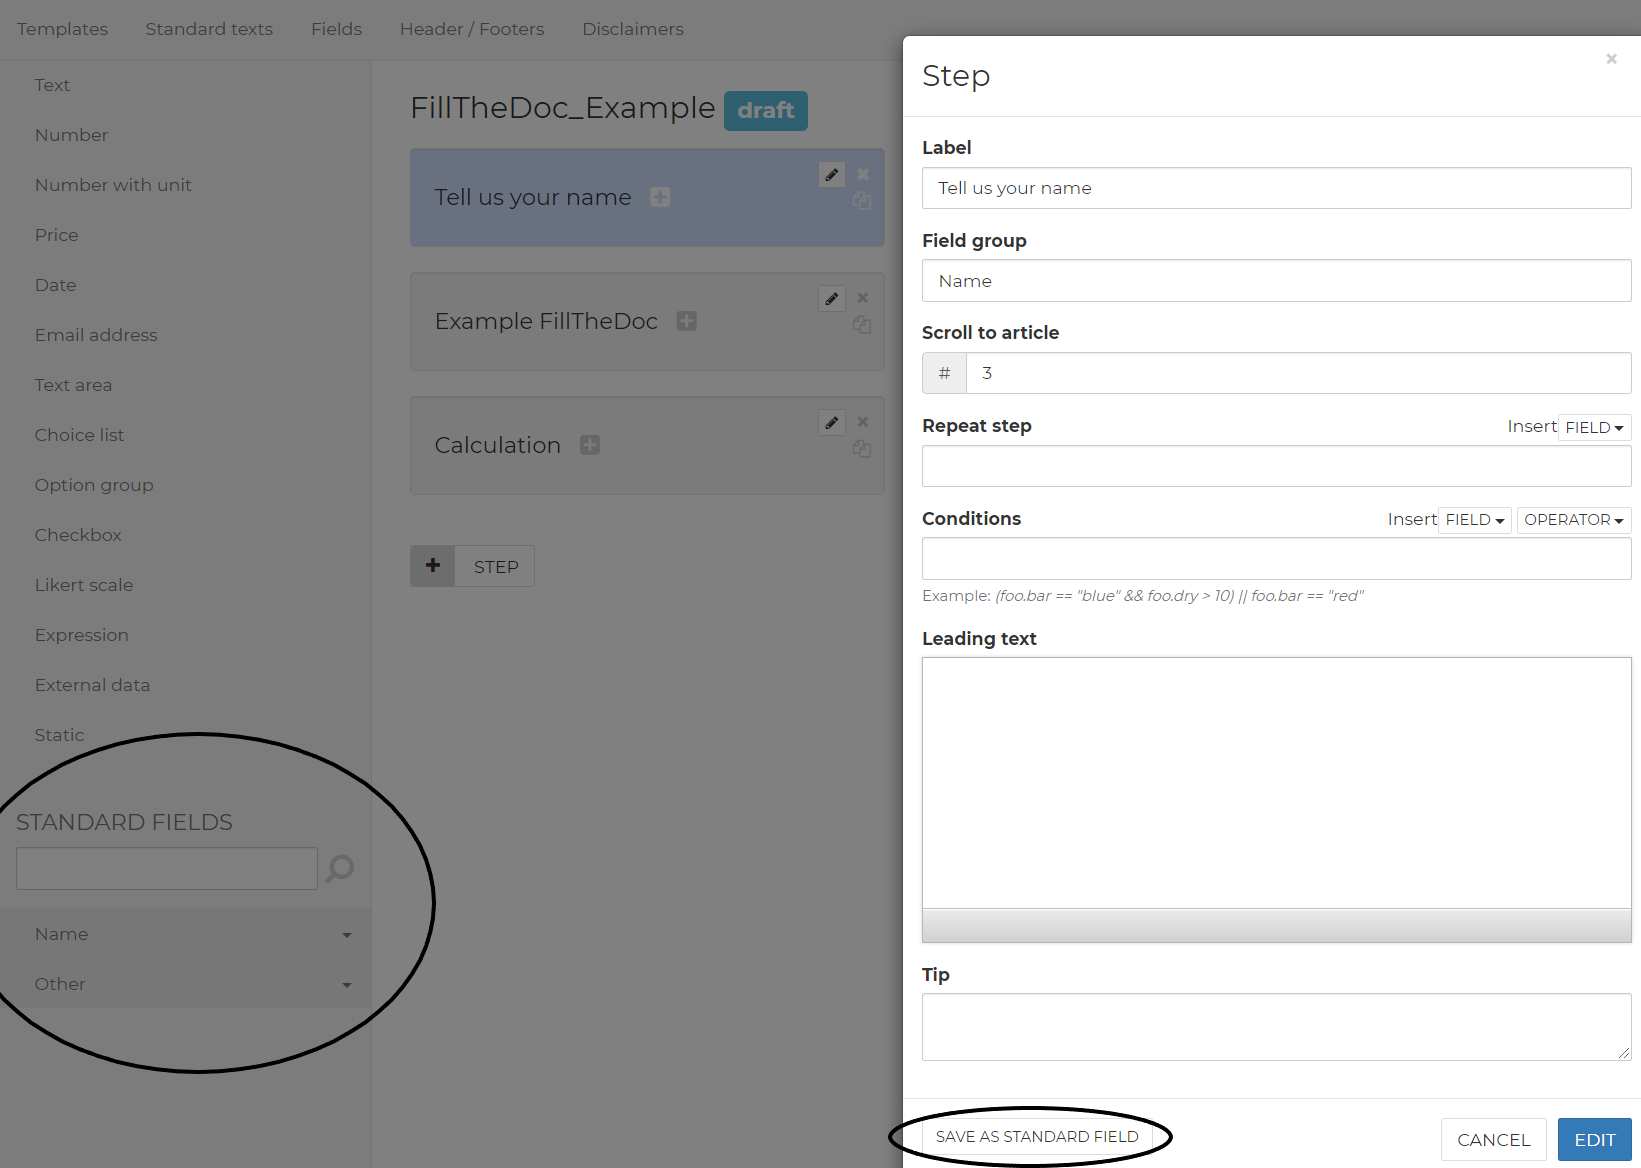 Templates Standard texts Fields Header / Footers Disclaimers
Text
Number
Number with unit
Price
Date
Email address
Text area
Choice list
Option group
Checkbox
Likert scale
Expression
External data
Static
STANDARD FIELDS
Name
Other
FillTheDoc_Example draft
Tell us your name
Example FillTheDoc
Calculation
STEP
Step
Label
Tell us your name
Field group
Name
Scroll to article
# 3
Repeat step Insert FIELD
Conditions Insert FIELD OPERATOR
Example: (foo.bar == "blue" && foo.dry > 10) || foo.bar == "red"
Leading text
Tip
SAVE AS STANDARD FIELD CANCEL EDIT